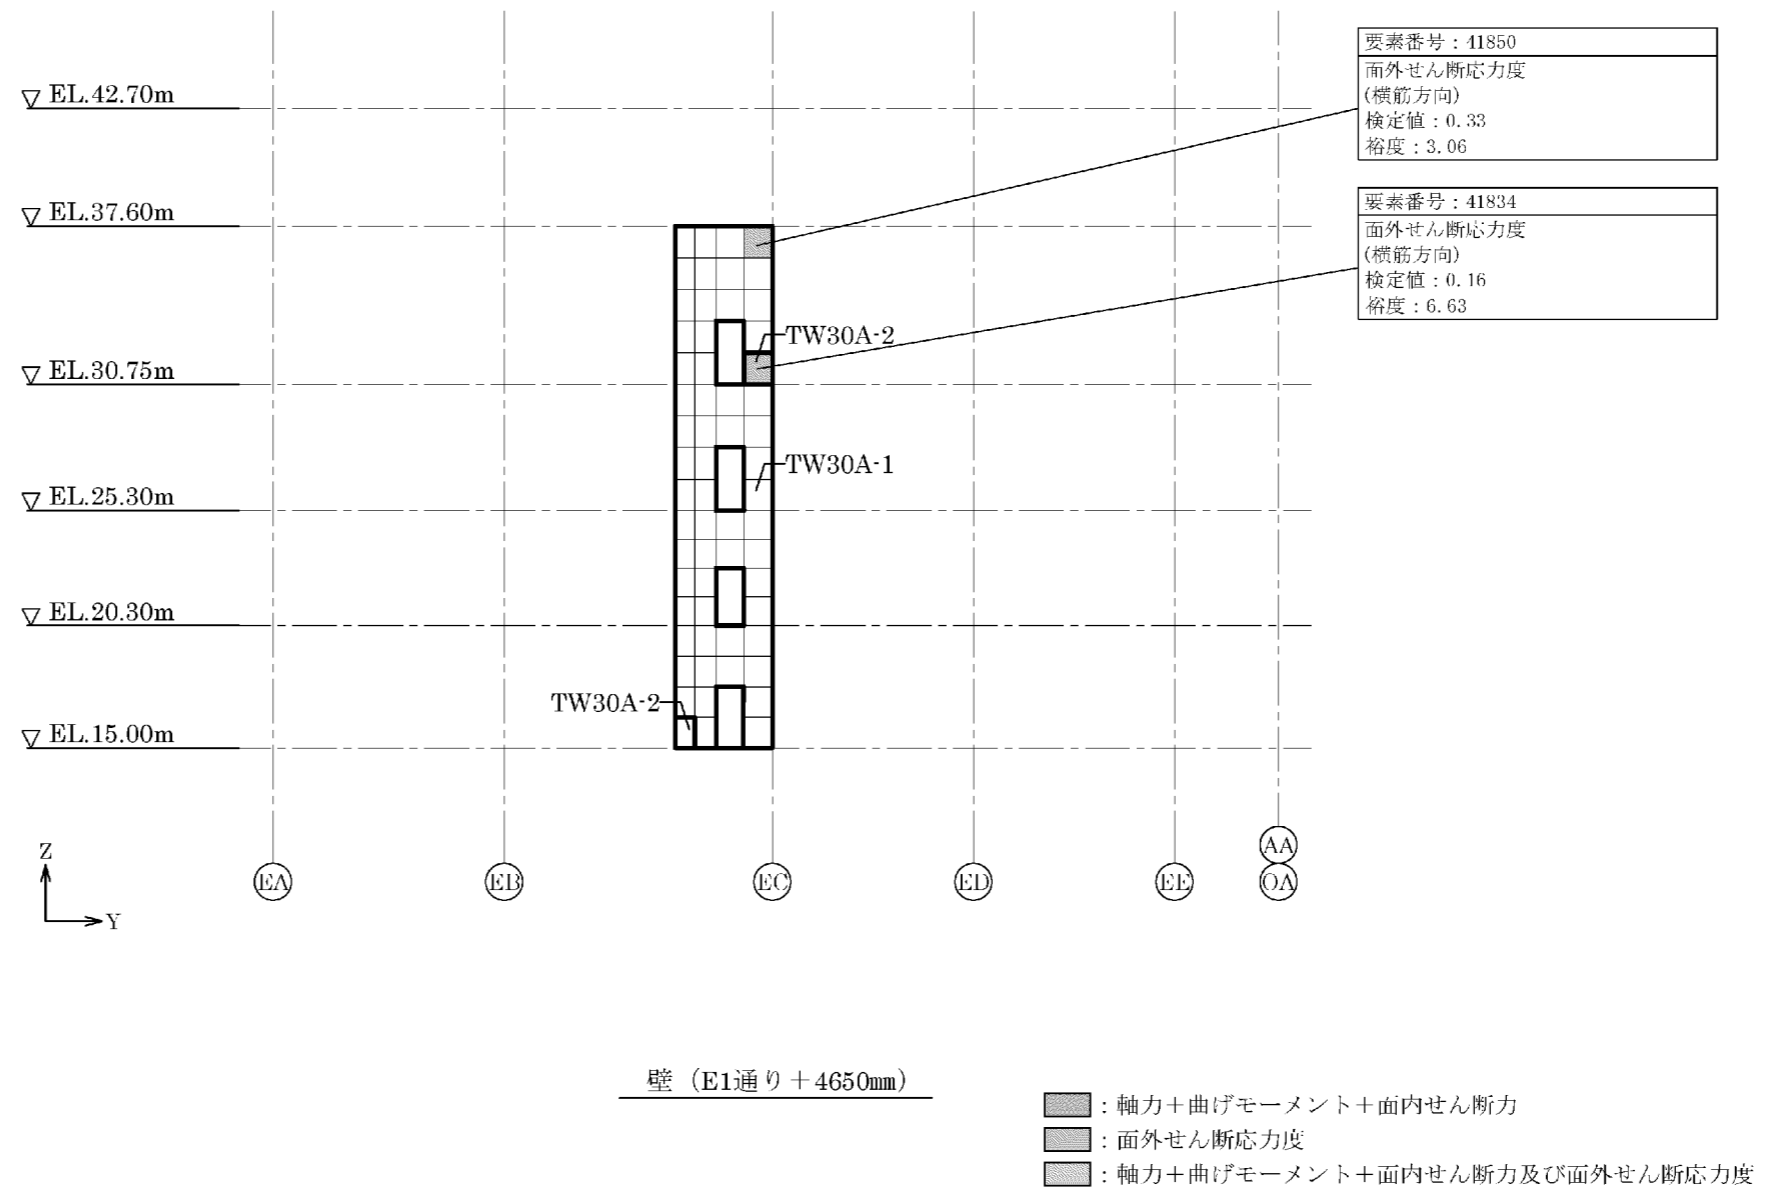 要素番号：41850
面外せん断応力度
(横筋方向)
検定値：0.33
裕度：3.06
EL.42.70m
要素番号：41834
面外せん断応力度
(横筋方向)
検定値：0.16
裕度：6.63
EL.37.60m
TW30A-2
EL.30.75m
TW30A-1
EL.25.30m
EL.20.30m
TW30A-2
EL.15.00m
Z
Y
EA
EB
EC
ED
EE
AA
OA
壁（E1通り＋4650mm）
：軸力＋曲げモーメント＋面内せん断力
：面外せん断応力度
：軸力＋曲げモーメント＋面内せん断力及び面外せん断応力度